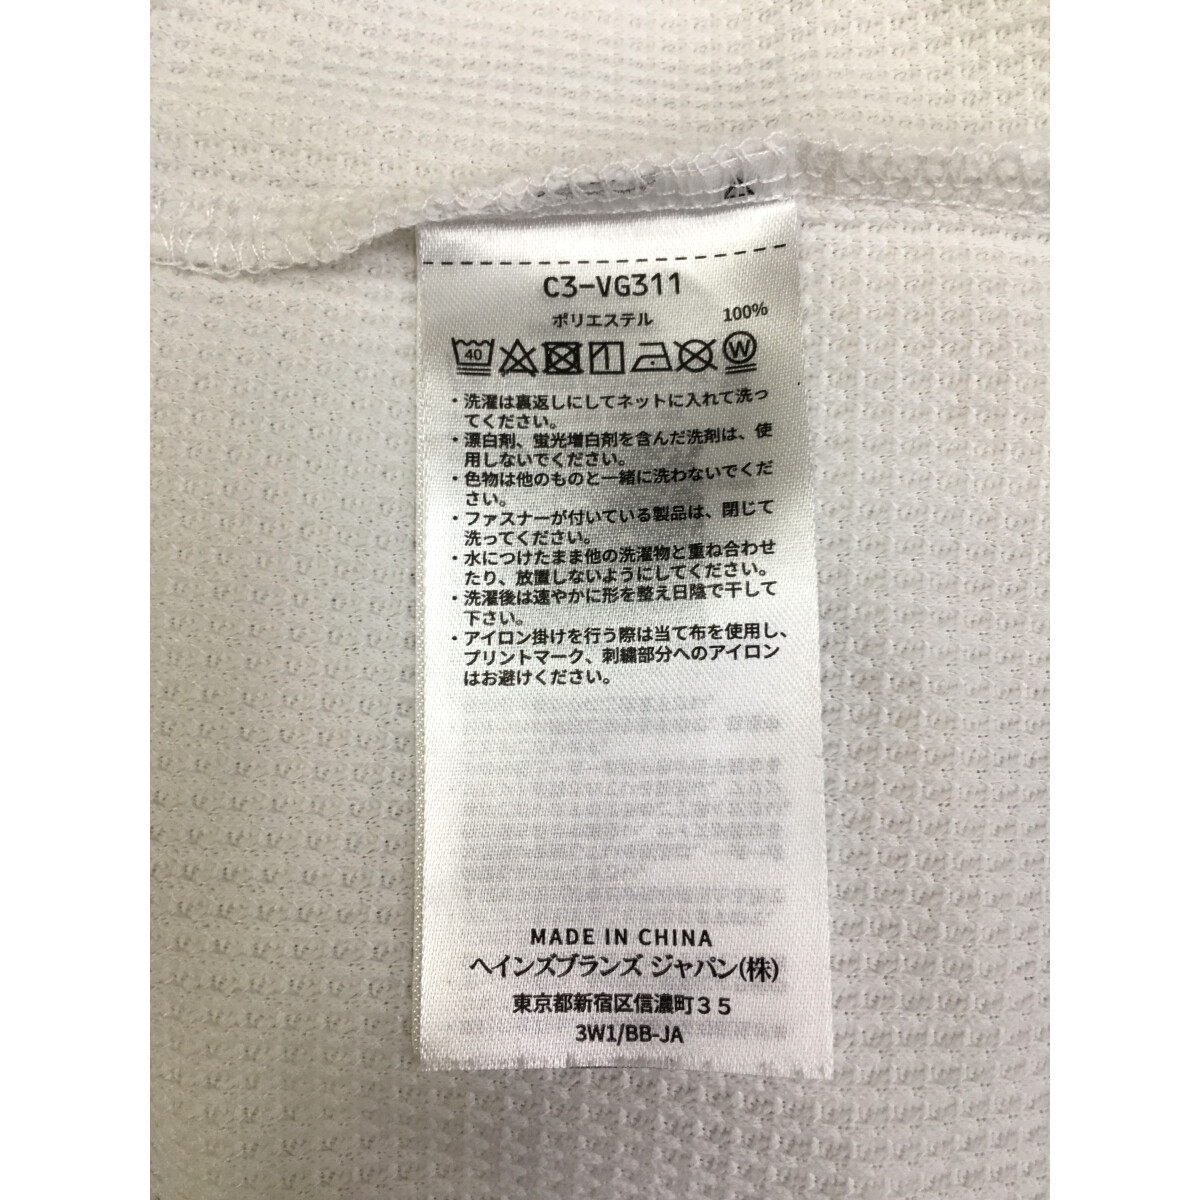 C3-VG311
ポリエステル 100%
40 W
・洗濯は裏返しにしてネットに入れて洗っ
てください。
・漂白剤、蛍光増白剤を含んだ洗剤は、使
用しないでください。
・色物は他のものと一緒に洗わないでくだ
さい。
・ファスナーが付いている製品は、閉じて
洗ってください。
・水につけたまま他の洗濯物と重ね合わせ
たり、放置しないようにしてください。
・洗濯後は速やかに形を整え日陰で干して
下さい。
・アイロン掛けを行う際は当て布を使用し、
プリントマーク、刺繍部分へのアイロン
はお避けください。
MADE IN CHINA
ヘインズブランズ ジャパン(株)
東京都新宿区信濃町35
3W1/BB-JA